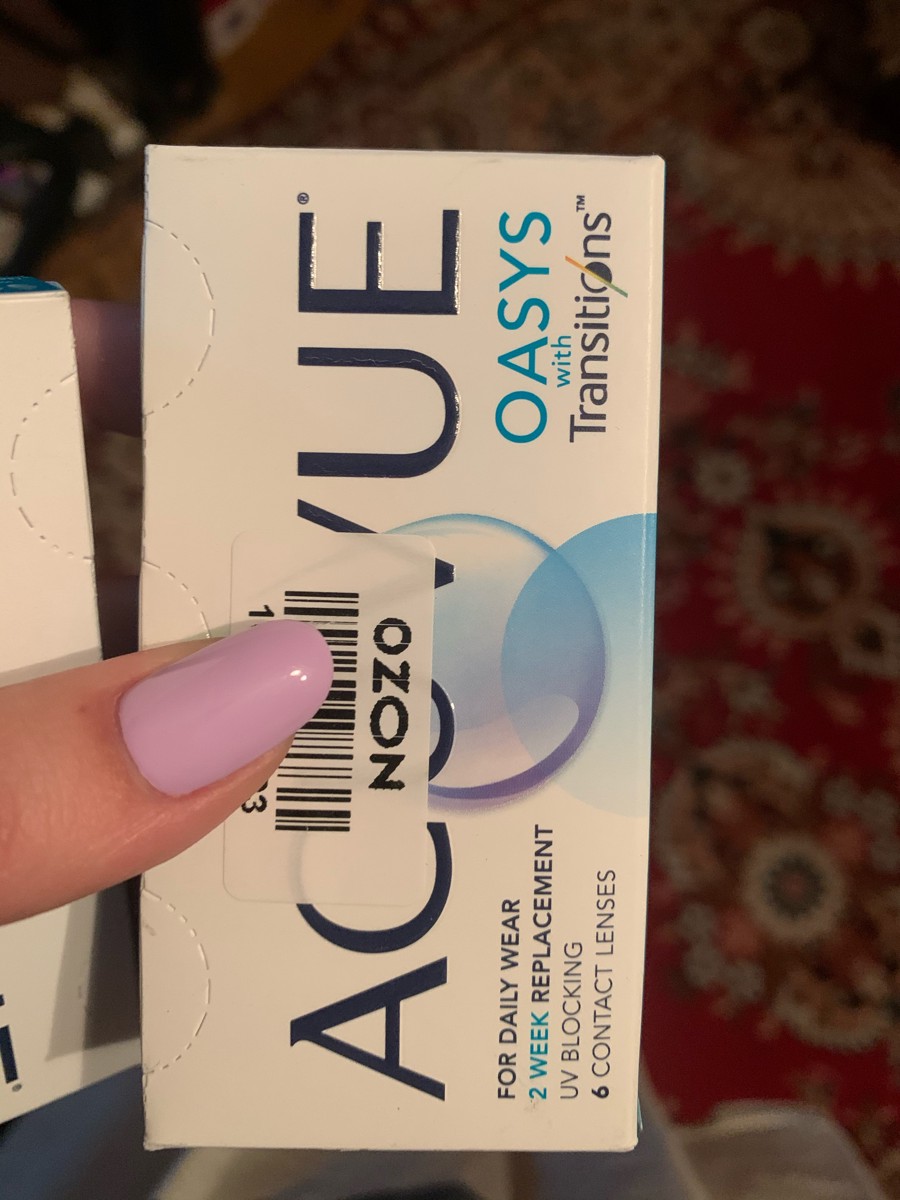 ACUVUE®
OASYS
with
Transitions™
OZON
FOR DAILY WEAR
2 WEEK REPLACEMENT
UV BLOCKING
6 CONTACT LENSES